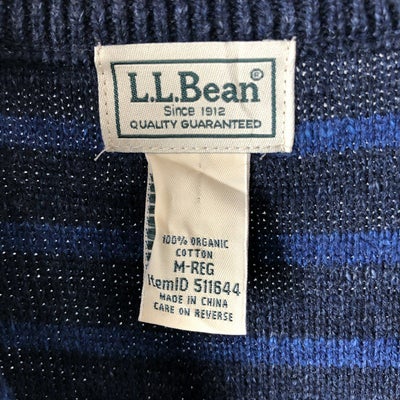 L.L.Bean®
Since 1912
QUALITY GUARANTEED
100% ORGANIC
COTTON
M-REG
ItemID 511644
MADE IN CHINA
CARE ON REVERSE